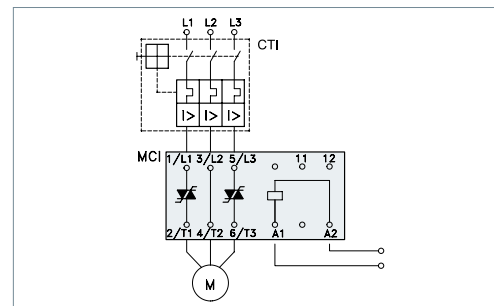 L1 L2 L3
CTI
I> I> I>
MCI 1/L1 3/L2 5/L3 11 12
2/T1 4/T2 6/T3 A1 A2
M